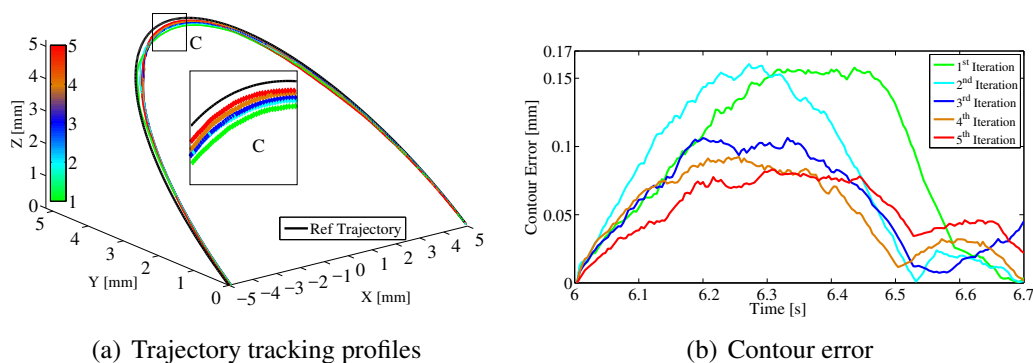 C
Z [mm]
5
4
3
2
1
0
5
4
3
2
1
C
Ref Trajectory
5
4
3
2
1
0
Y [mm]
−5
−4
−3
−2
−1
0
1
2
3
4
5
X [mm]
(a) Trajectory tracking profiles
Contour Error [mm]
0.17
0.15
0.1
0.05
0
1st Iteration
2nd Iteration
3rd Iteration
4th Iteration
5th Iteration
6 6.1 6.2 6.3 6.4 6.5 6.6 6.7
Time [s]
(b) Contour error